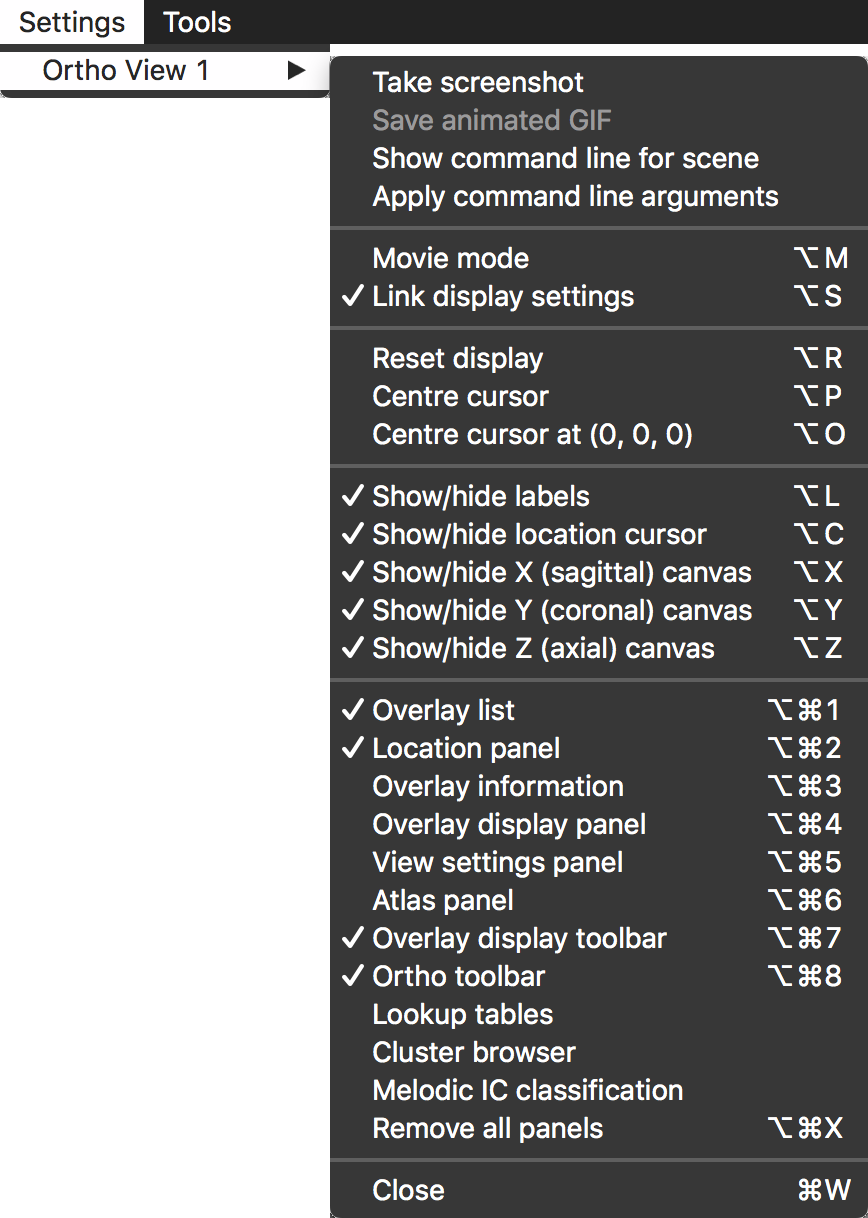 Settings Tools
Ortho View 1 ▶
Take screenshot
Save animated GIF
Show command line for scene
Apply command line arguments
Movie mode ⌥M
✓ Link display settings ⌥S
Reset display ⌥R
Centre cursor ⌥P
Centre cursor at (0, 0, 0) ⌥O
✓ Show/hide labels ⌥L
✓ Show/hide location cursor ⌥C
✓ Show/hide X (sagittal) canvas ⌥X
✓ Show/hide Y (coronal) canvas ⌥Y
✓ Show/hide Z (axial) canvas ⌥Z
✓ Overlay list ⌥⌘1
✓ Location panel ⌥⌘2
Overlay information ⌥⌘3
Overlay display panel ⌥⌘4
View settings panel ⌥⌘5
Atlas panel ⌥⌘6
✓ Overlay display toolbar ⌥⌘7
✓ Ortho toolbar ⌥⌘8
Lookup tables
Cluster browser
Melodic IC classification
Remove all panels ⌥⌘X
Close ⌘W